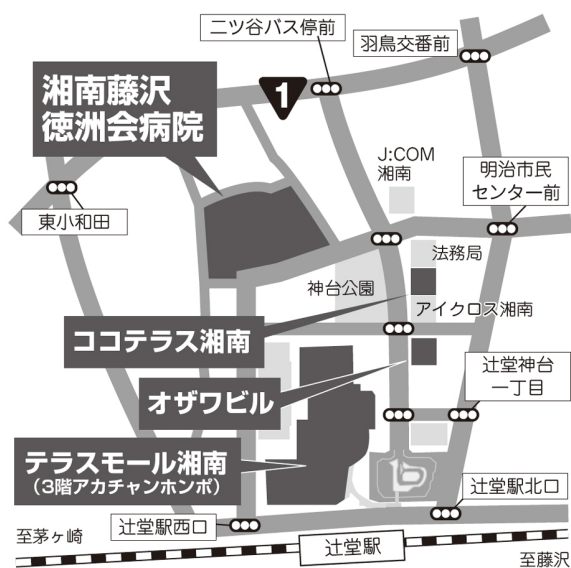 二ツ谷バス停前
羽鳥交番前
1
湘南藤沢
徳洲会病院
J:COM
湘南
明治市民
センター前
東小和田
法務局
神台公園
アイクロス湘南
ココテラス湘南
辻堂神台
一丁目
オザワビル
テラスモール湘南
(3階アカチャンホンポ)
辻堂駅北口
辻堂駅西口
至茅ヶ崎
辻堂駅
至藤沢